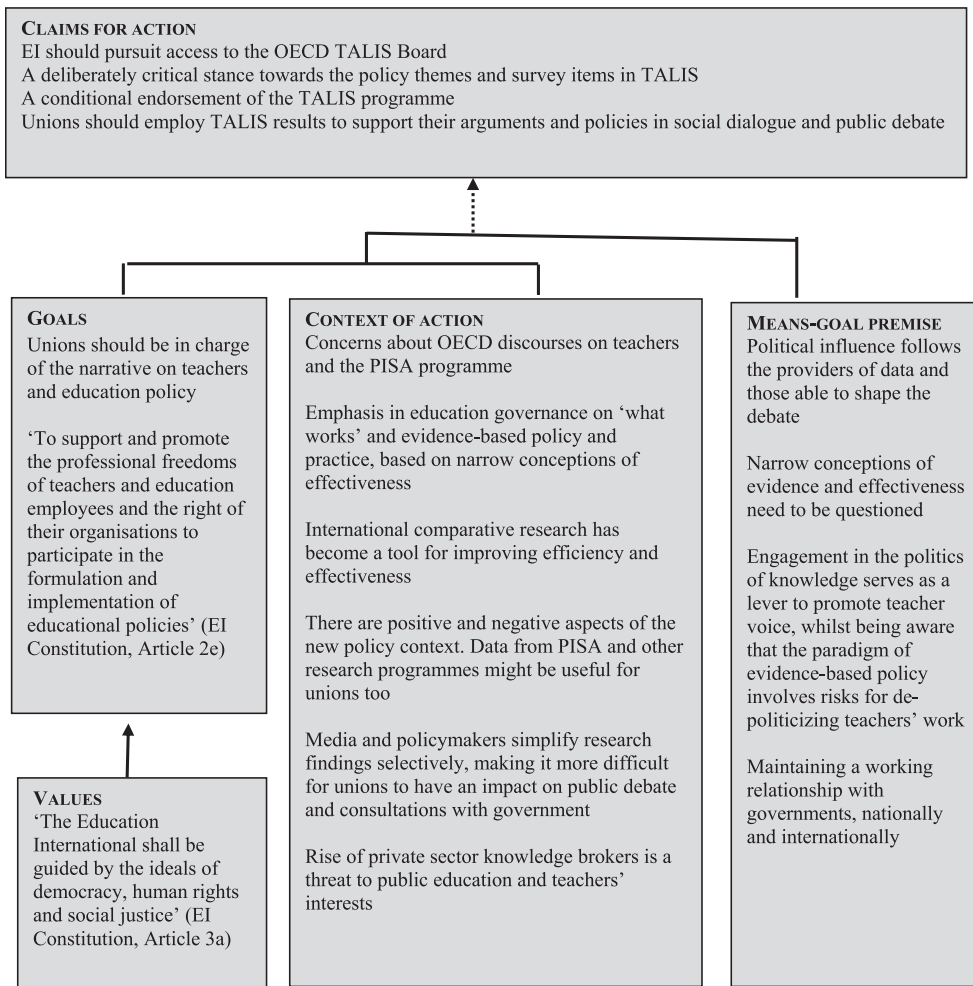 CLAIMS FOR ACTION
EI should pursuit access to the OECD TALIS Board
A deliberately critical stance towards the policy themes and survey items in TALIS
A conditional endorsement of the TALIS programme
Unions should employ TALIS results to support their arguments and policies in social dialogue and public debate
GOALS
Unions should be in charge
of the narrative on teachers
and education policy
‘To support and promote
the professional freedoms
of teachers and education
employees and the right of
their organisations to
participate in the
formulation and
implementation of
educational policies’ (EI
Constitution, Article 2e)
VALUES
‘The Education
International shall be
guided by the ideals of
democracy, human rights
and social justice’ (EI
Constitution, Article 3a)
CONTEXT OF ACTION
Concerns about OECD discourses on teachers
and the PISA programme
Emphasis in education governance on ‘what
works’ and evidence-based policy and
practice, based on narrow conceptions of
effectiveness
International comparative research has
become a tool for improving efficiency and
effectiveness
There are positive and negative aspects of the
new policy context. Data from PISA and other
research programmes might be useful for
unions too
Media and policymakers simplify research
findings selectively, making it more difficult
for unions to have an impact on public debate
and consultations with government
Rise of private sector knowledge brokers is a
threat to public education and teachers’
interests
MEANS-GOAL PREMISE
Political influence follows
the providers of data and
those able to shape the
debate
Narrow conceptions of
evidence and effectiveness
need to be questioned
Engagement in the politics
of knowledge serves as a
lever to promote teacher
voice, whilst being aware
that the paradigm of
evidence-based policy
involves risks for de-
politicizing teachers’ work
Maintaining a working
relationship with
governments, nationally
and internationally